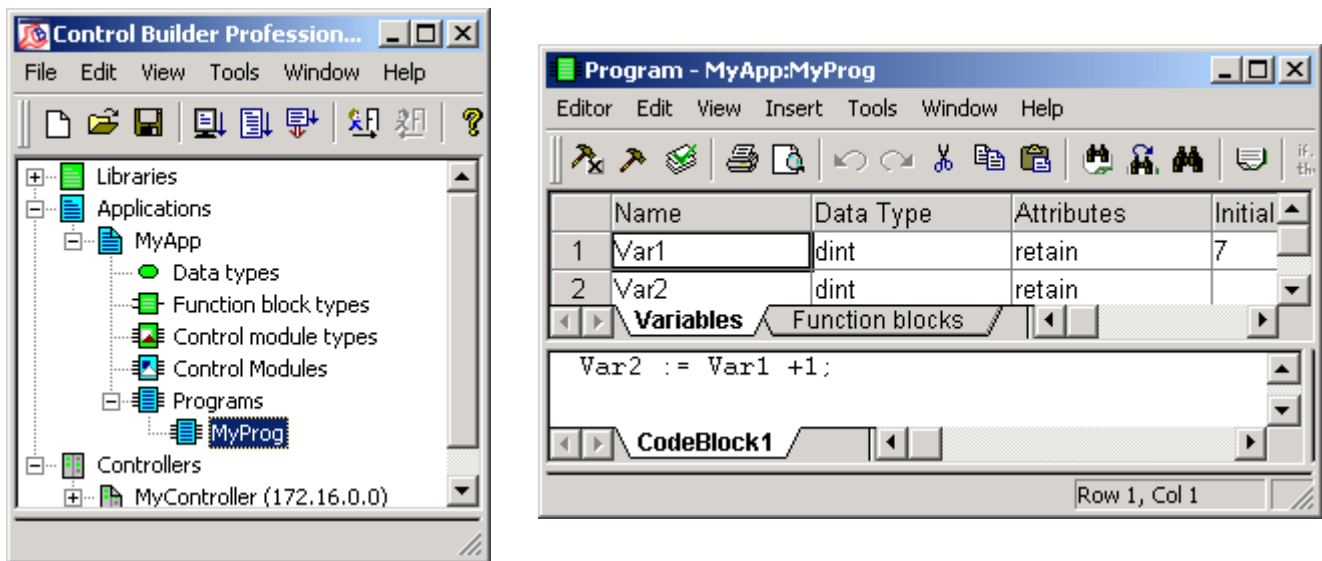 Control Builder Profession...
File Edit View Tools Window Help
Libraries
Applications
MyApp
Data types
Function block types
Control module types
Control Modules
Programs
MyProg
Controllers
MyController (172.16.0.0)
Program - MyApp:MyProg
Editor Edit View Insert Tools Window Help
if.
th.
Name Data Type Attributes Initial
1 Var1 dint retain 7
2 Var2 dint retain
Variables Function blocks
Var2 := Var1 +1;
CodeBlock1
Row 1, Col 1